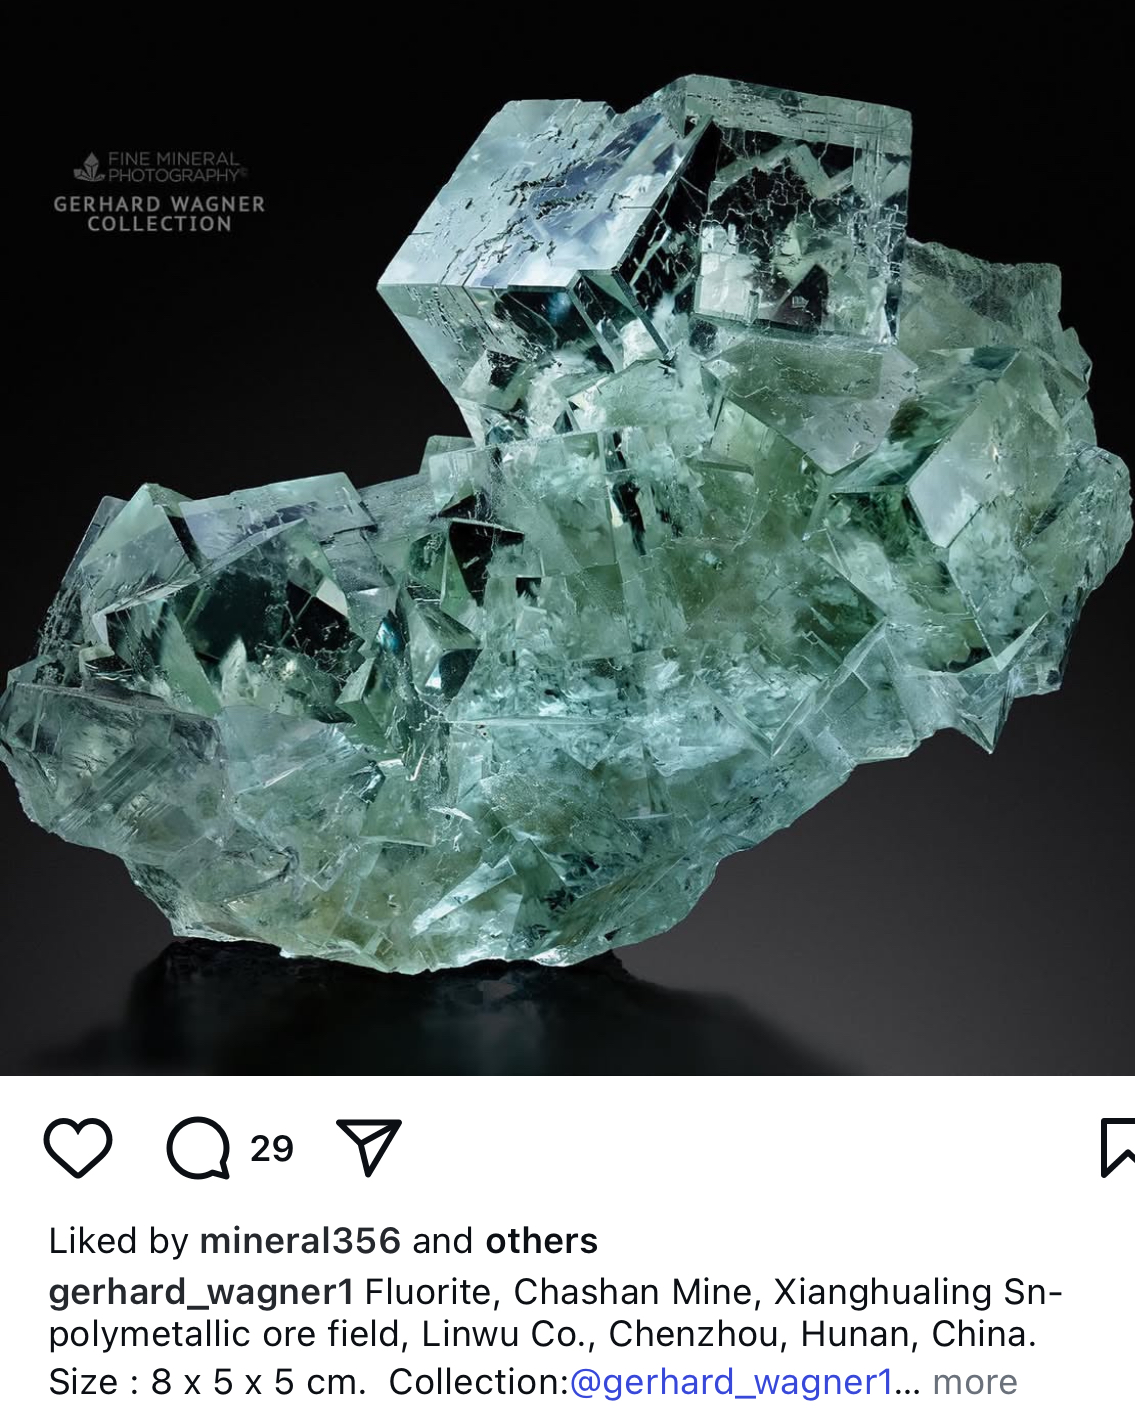 FINE MINERAL
PHOTOGRAPHY©
GERHARD WAGNER
COLLECTION
29
Liked by mineral356 and others
gerhard_wagner1 Fluorite, Chashan Mine, Xianghualing Sn-
polymetallic ore field, Linwu Co., Chenzhou, Hunan, China.
Size : 8 x 5 x 5 cm.  Collection:@gerhard_wagner1... more